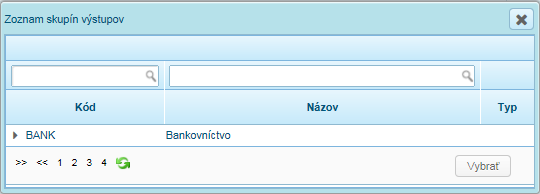 Zoznam skupín výstupov
Kód Názov Typ
BANK Bankovníctvo
>> << 1 2 3 4 Vybrať